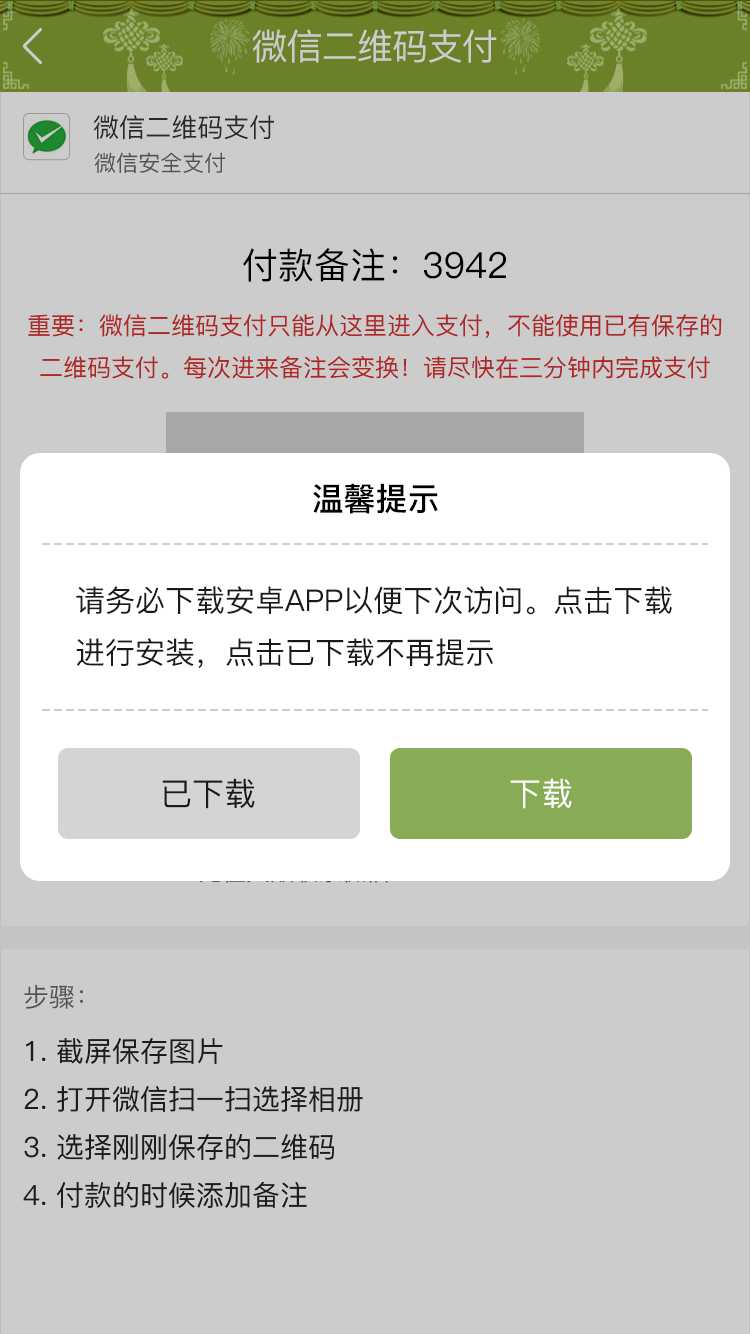 微信二维码支付
微信二维码支付
微信安全支付
付款备注：3942
重要：微信二维码支付只能从这里进入支付，不能使用已有保存的
二维码支付。每次进来备注会变换！请尽快在三分钟内完成支付
温馨提示
请务必下载安卓APP以便下次访问。点击下载
进行安装，点击已下载不再提示
已下载
下载
步骤：
1. 截屏保存图片
2. 打开微信扫一扫选择相册
3. 选择刚刚保存的二维码
4. 付款的时候添加备注